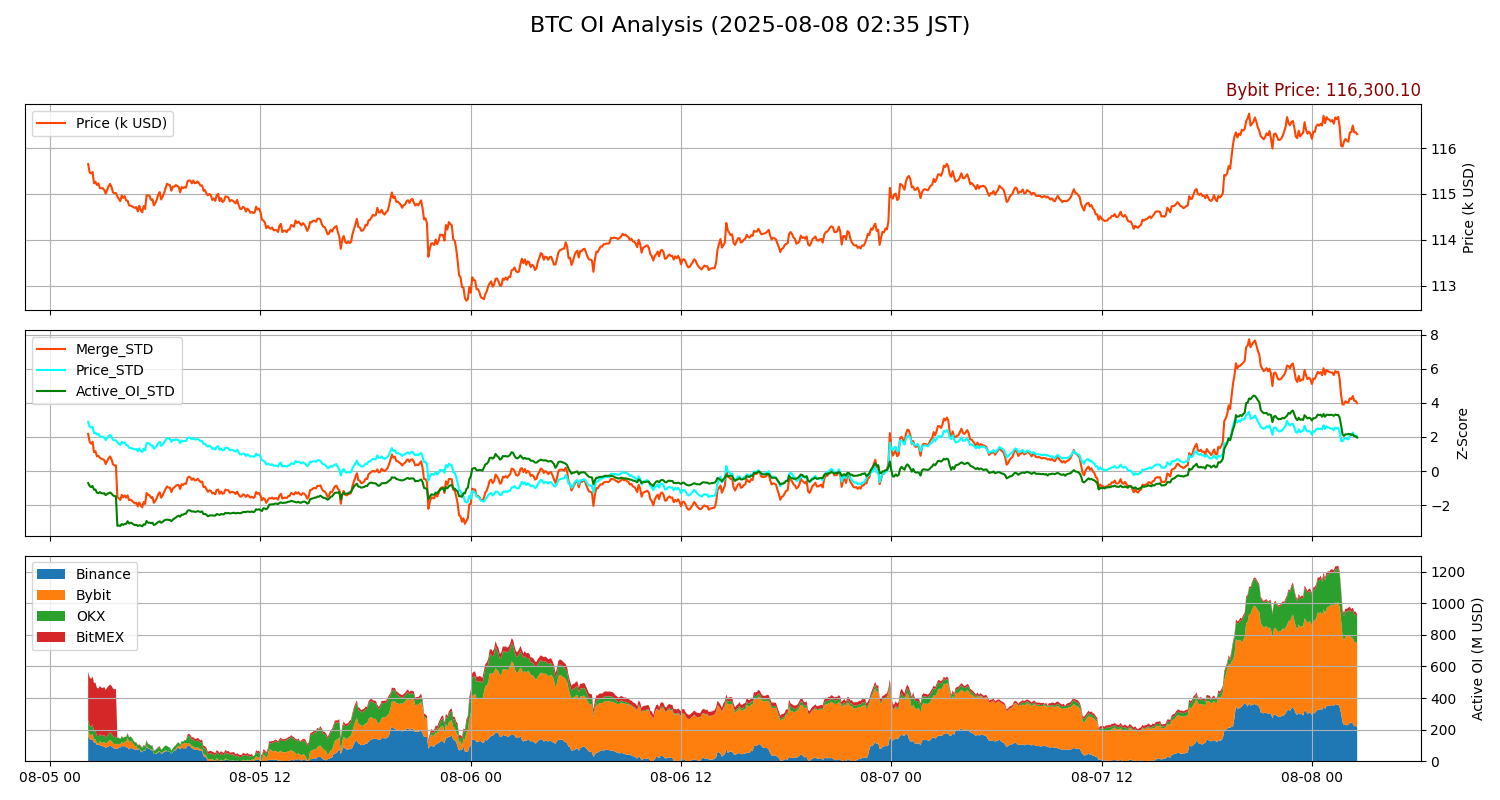 BTC OI Analysis (2025-08-08 02:35 JST)
Bybit Price: 116,300.10
Price (k USD)
116
115
114
113
Price (k USD)
Merge_STD
Price_STD
Active_OI_STD
8
6
4
2
0
−2
Z-Score
Binance
Bybit
OKX
BitMEX
1200
1000
800
600
400
200
0
Active OI (M USD)
08-05 00
08-05 12
08-06 00
08-06 12
08-07 00
08-07 12
08-08 00